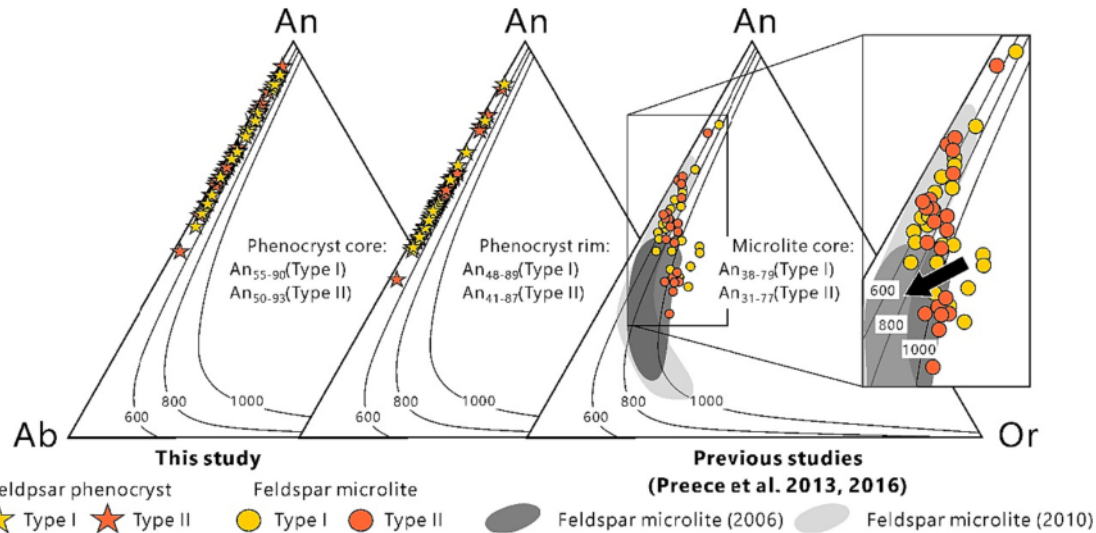 An An An
Phenocryst core:
An55-90(Type I)
An50-93(Type II)
Phenocryst rim:
An48-89(Type I)
An41-87(Type II)
Microlite core:
An38-79(Type I)
An31-77(Type II)
600
800
1000
600 800 1000
600 800 1000
600 800 1000
Ab Or
This study
Previous studies
(Preece et al. 2013, 2016)
eldpsar phenocryst Feldspar microlite
Type I Type II Type I Type II Feldspar microlite (2006) Feldspar microlite (2010)